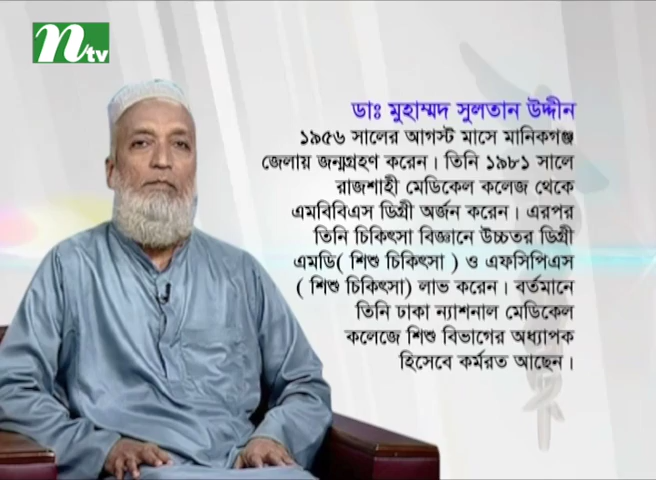 ntv
ডাঃ মুহাম্মদ সুলতান উদ্দীন
১৯৫৬ সালের আগস্ট মাসে মানিকগঞ্জ
জেলায় জন্মগ্রহণ করেন। তিনি ১৯৮১ সালে
রাজশাহী মেডিকেল কলেজ থেকে
এমবিবিএস ডিগ্রী অর্জন করেন। এরপর
তিনি চিকিৎসা বিজ্ঞানে উচ্চতর ডিগ্রী
এমডি( শিশু চিকিৎসা ) ও এফসিপিএস
( শিশু চিকিৎসা) লাভ করেন। বর্তমানে
তিনি ঢাকা ন্যাশনাল মেডিকেল
কলেজে শিশু বিভাগের অধ্যাপক
হিসেবে কর্মরত আছেন।